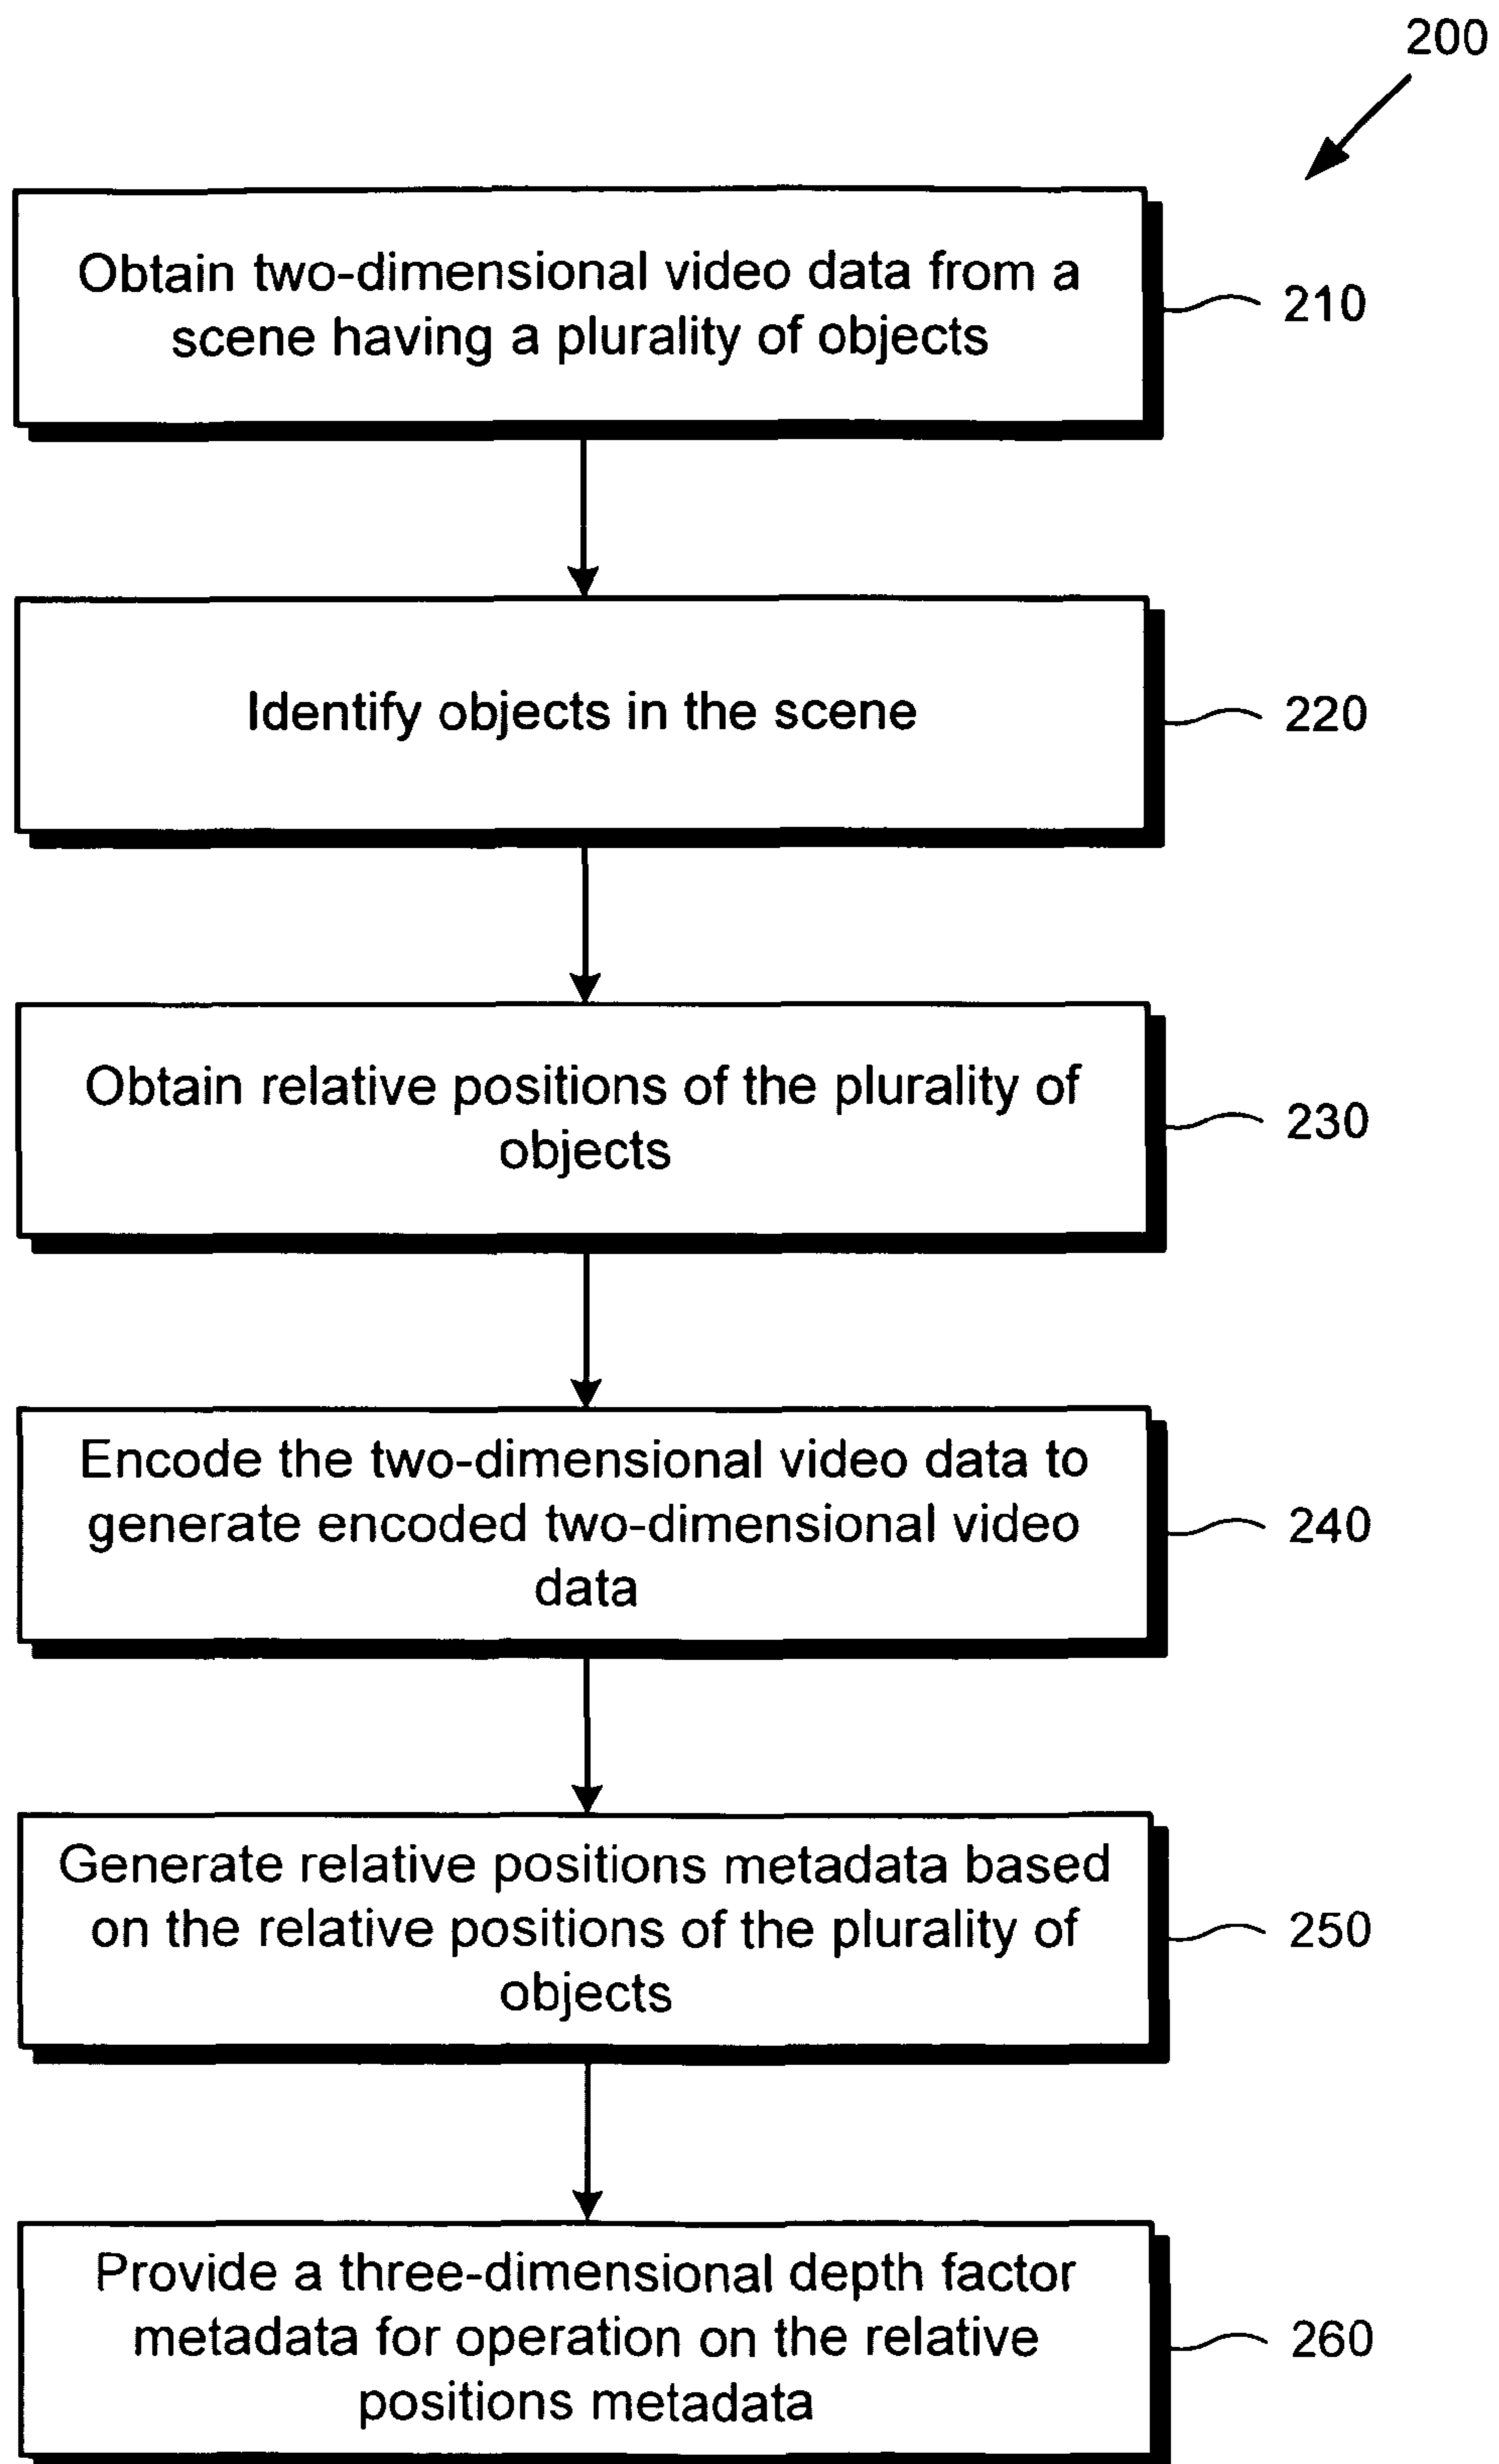 200
Obtain two-dimensional video data from a
scene having a plurality of objects
210
Identify objects in the scene
220
Obtain relative positions of the plurality of
objects
230
Encode the two-dimensional video data to
generate encoded two-dimensional video
data
240
Generate relative positions metadata based
on the relative positions of the plurality of
objects
250
Provide a three-dimensional depth factor
metadata for operation on the relative
positions metadata
260